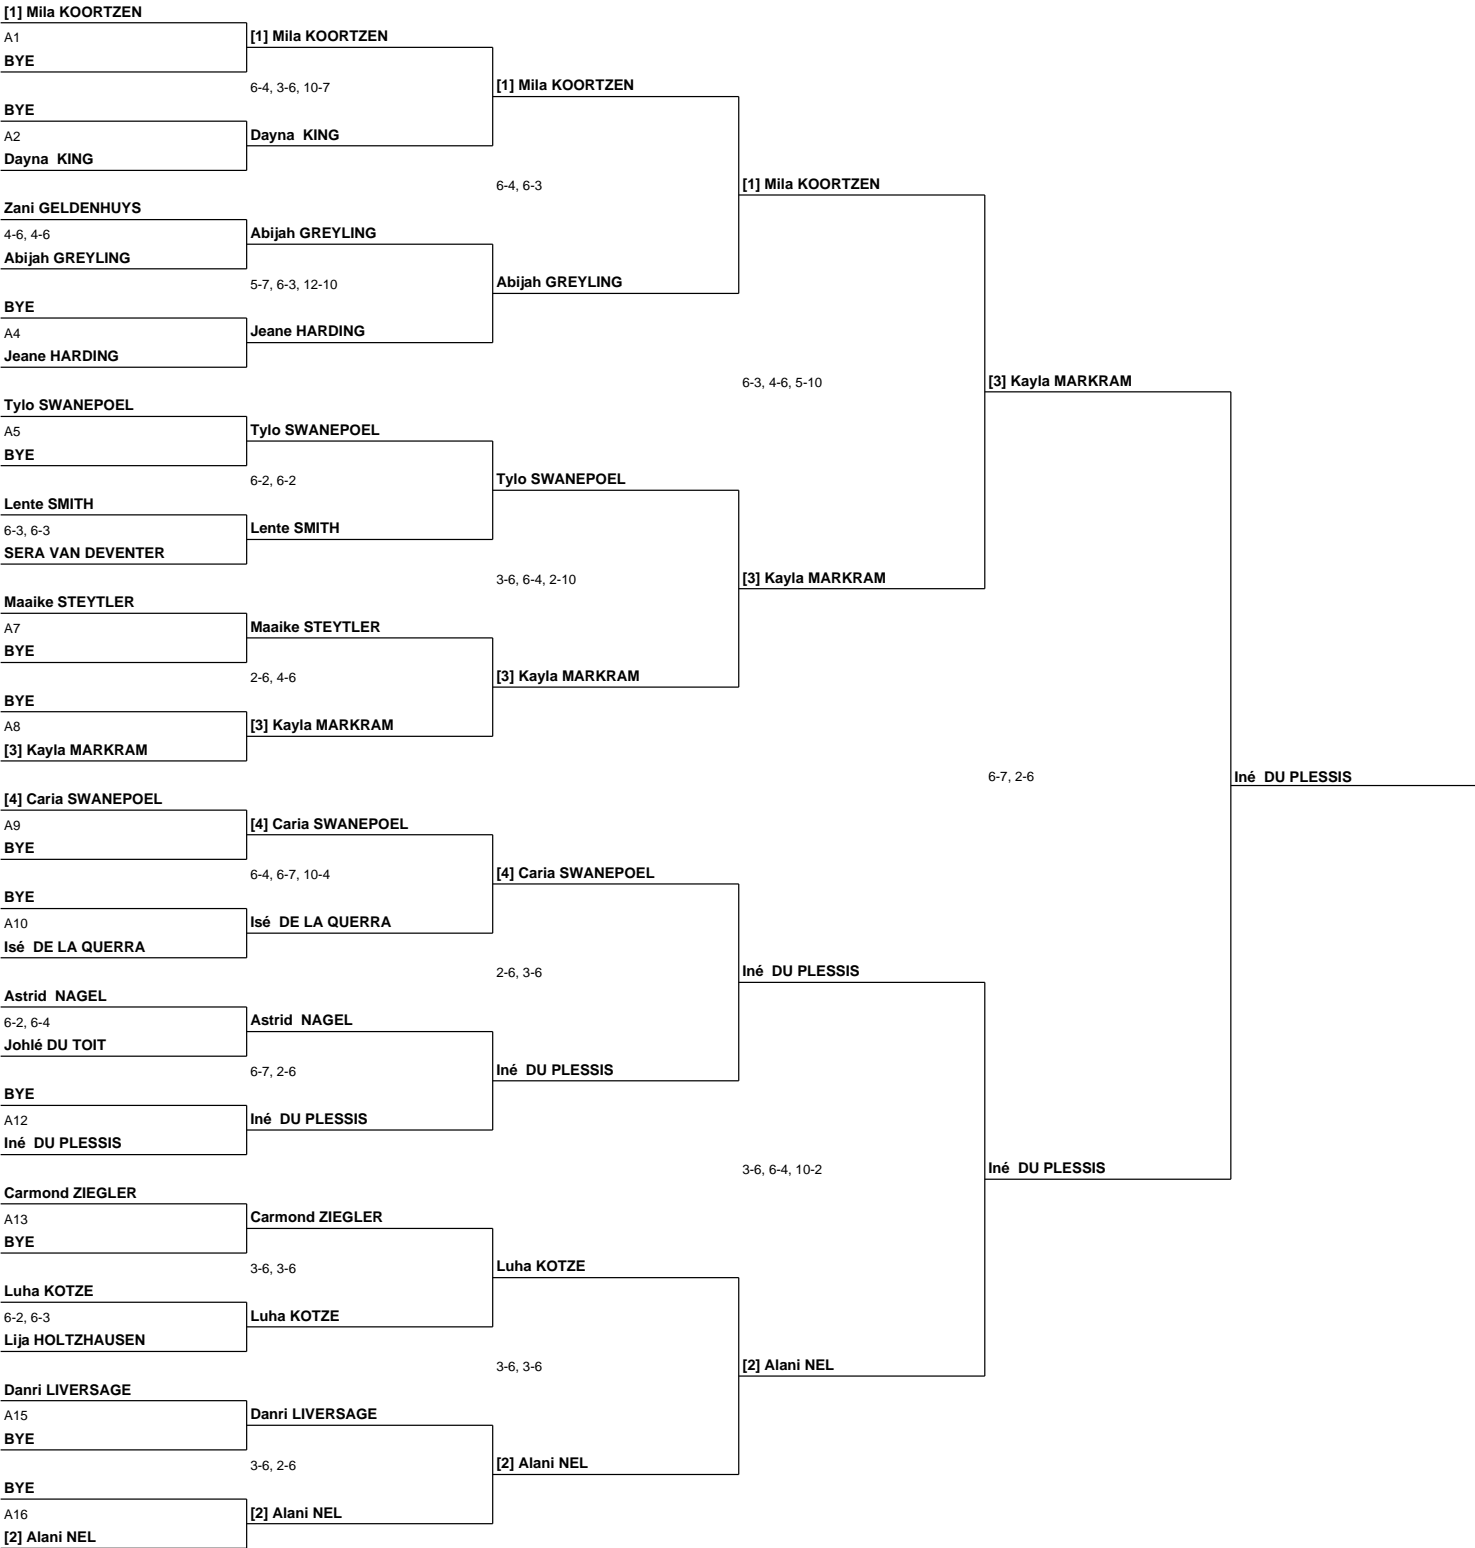 [1] Mila KOORTZEN
A1
BYE
BYE
A2
Dayna  KING
Zani GELDENHUYS
4-6, 4-6
Abijah GREYLING
BYE
A4
Jeane HARDING
Tylo SWANEPOEL
A5
BYE
Lente SMITH
6-3, 6-3
SERA VAN DEVENTER
Maaike STEYTLER
A7
BYE
BYE
A8
[3] Kayla MARKRAM
[4] Caria SWANEPOEL
A9
BYE
BYE
A10
Isé  DE LA QUERRA
Astrid  NAGEL
6-2, 6-4
Johlé DU TOIT
BYE
A12
Iné  DU PLESSIS
Carmond ZIEGLER
A13
BYE
Luha KOTZE
6-2, 6-3
Lija HOLTZHAUSEN
Danri LIVERSAGE
A15
BYE
BYE
A16
[2] Alani NEL
[1] Mila KOORTZEN
6-4, 3-6, 10-7
Dayna  KING
Abijah GREYLING
5-7, 6-3, 12-10
Jeane HARDING
Tylo SWANEPOEL
6-2, 6-2
Lente SMITH
Maaike STEYTLER
2-6, 4-6
[3] Kayla MARKRAM
[4] Caria SWANEPOEL
6-4, 6-7, 10-4
Isé  DE LA QUERRA
Astrid  NAGEL
6-7, 2-6
Iné  DU PLESSIS
Carmond ZIEGLER
3-6, 3-6
Luha KOTZE
Danri LIVERSAGE
3-6, 2-6
[2] Alani NEL
[1] Mila KOORTZEN
6-4, 6-3
Abijah GREYLING
Tylo SWANEPOEL
3-6, 6-4, 2-10
[3] Kayla MARKRAM
[4] Caria SWANEPOEL
2-6, 3-6
Iné  DU PLESSIS
Luha KOTZE
3-6, 3-6
[2] Alani NEL
[1] Mila KOORTZEN
6-3, 4-6, 5-10
[3] Kayla MARKRAM
Iné  DU PLESSIS
3-6, 6-4, 10-2
[2] Alani NEL
[3] Kayla MARKRAM
6-7, 2-6
Iné  DU PLESSIS
Iné  DU PLESSIS